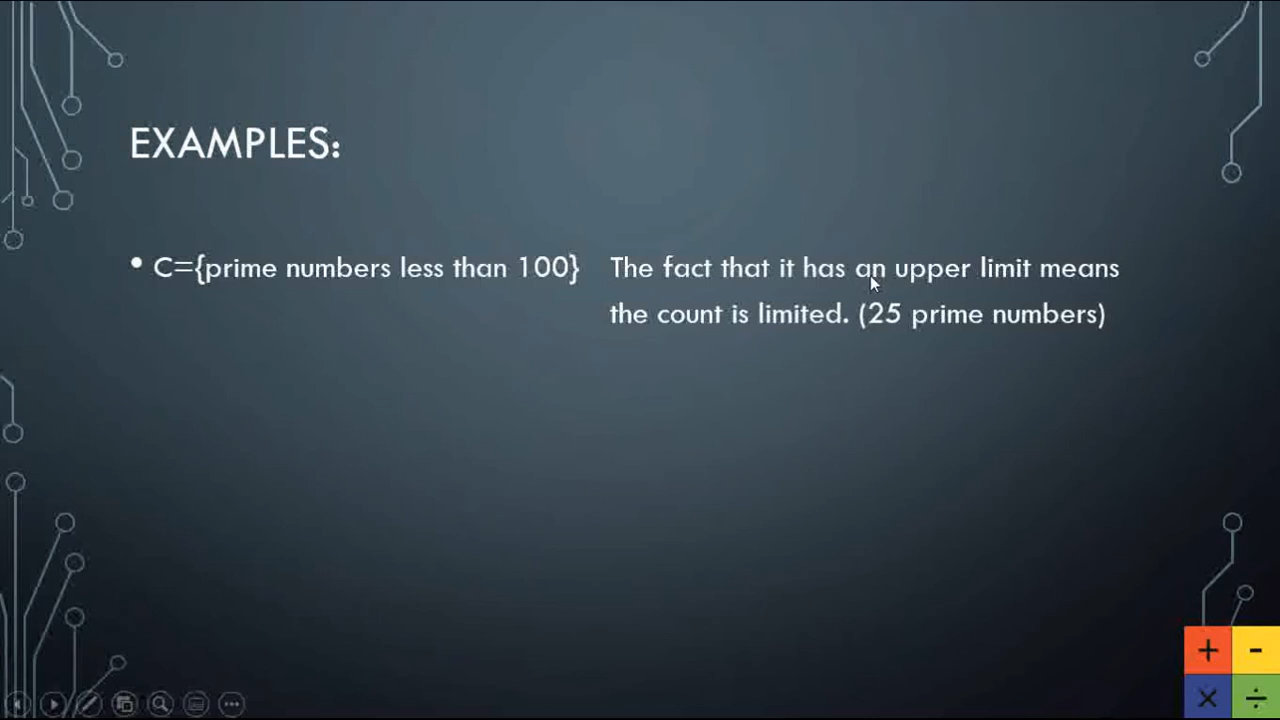 EXAMPLES:
• C={prime numbers less than 100} The fact that it has an upper limit means
the count is limited. (25 prime numbers)
+ -
× ÷